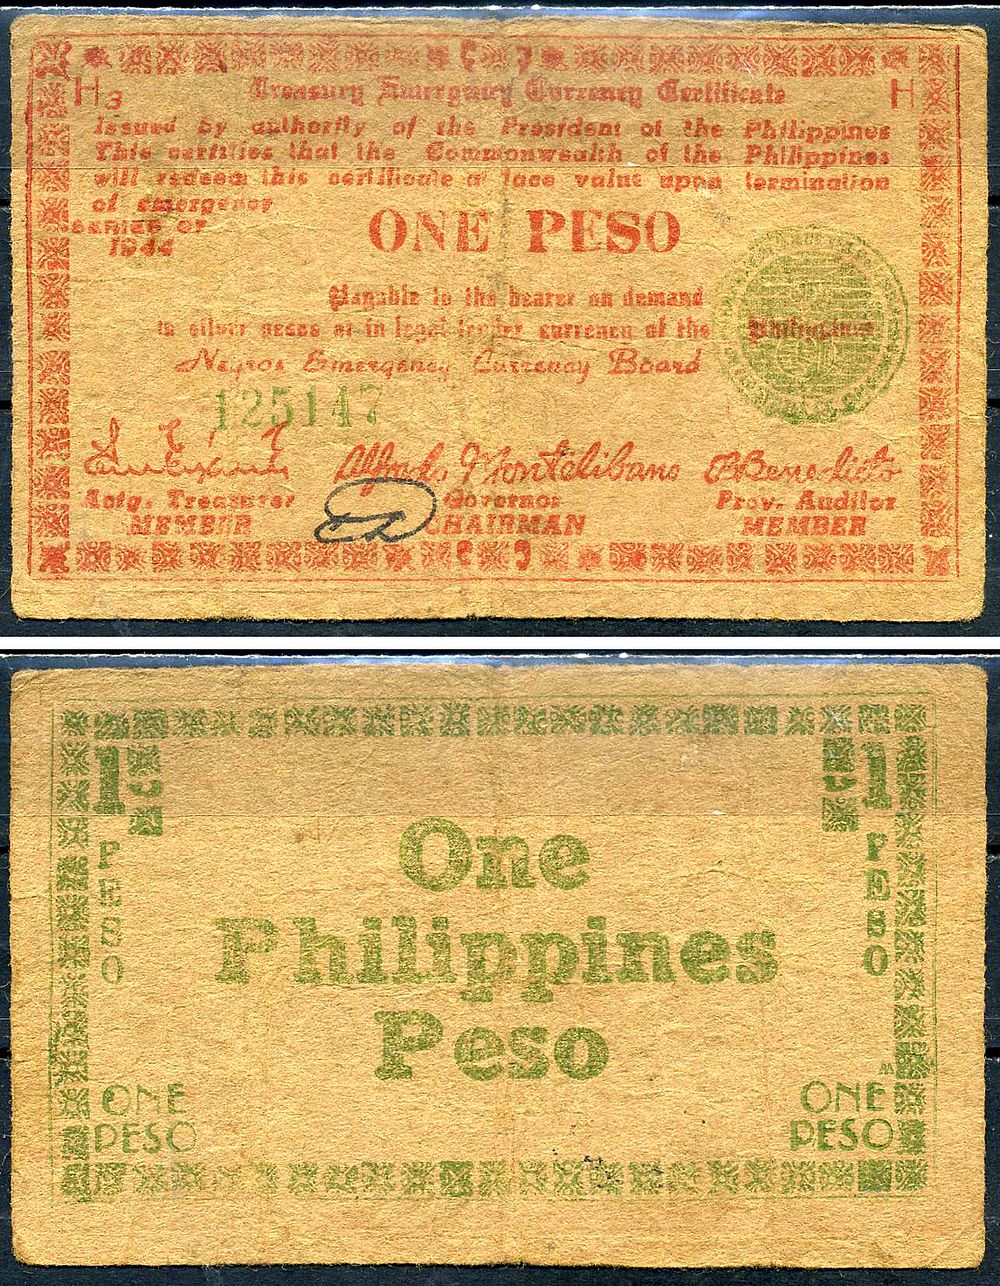 H3 H
Treasury Emergency Currency Certificate
Issued by authority of the President of the Philippines
This certifies that the Commonwealth of the Philippines
will redeem this certificate at face value upon termination
of emergency
SERIES OF
1944
ONE PESO
Payable to the bearer on demand
in silver pesos or in legal tender currency of the Philippines
Negros Emergency Currency Board
125147
Alfredo Montelibano
Actg. Treasurer Governor Prov. Auditor
MEMBER CHAIRMAN MEMBER
1 1
PESO PESO
One
Philippines
Peso
ONE ONE
PESO PESO